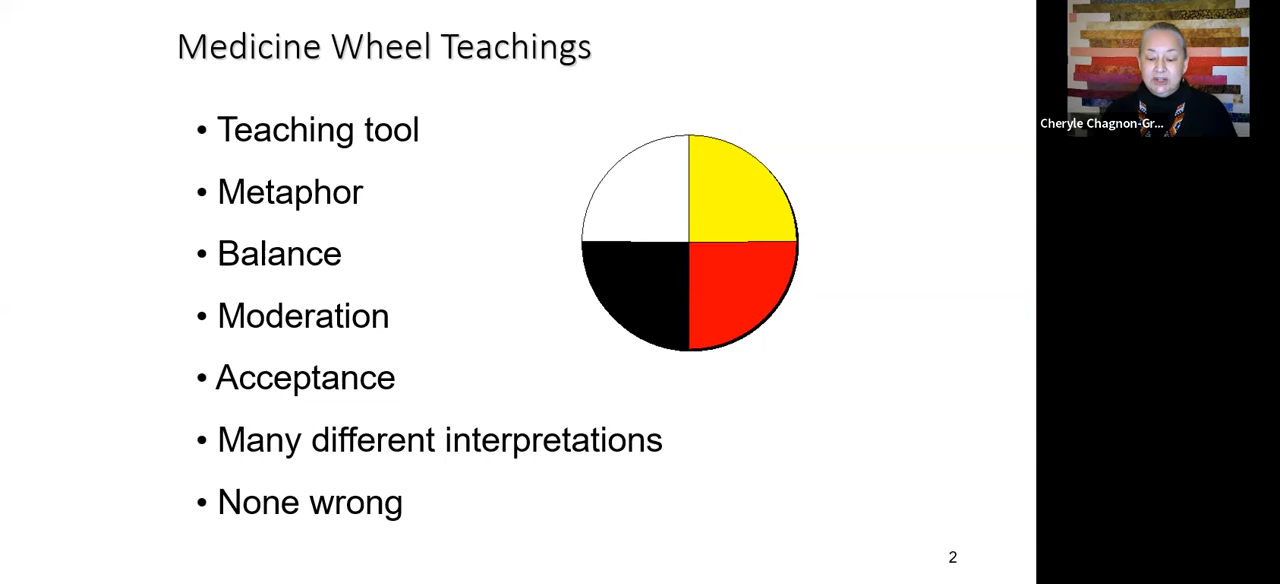 Medicine Wheel Teachings
• Teaching tool
• Metaphor
• Balance
• Moderation
• Acceptance
• Many different interpretations
• None wrong
2
Cheryle Chagnon-Gr...